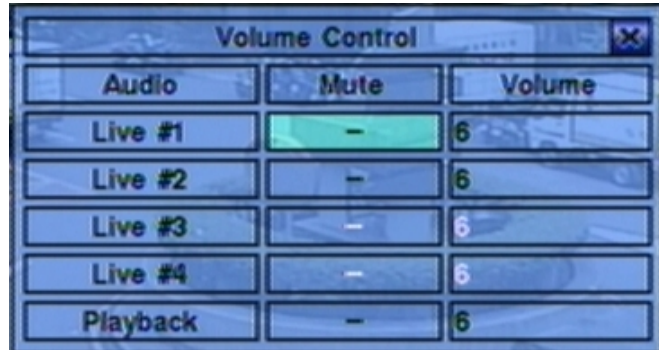 Volume Control X
Audio Mute Volume
Live #1 – 6
Live #2 – 6
Live #3 – 6
Live #4 – 6
Playback – 6